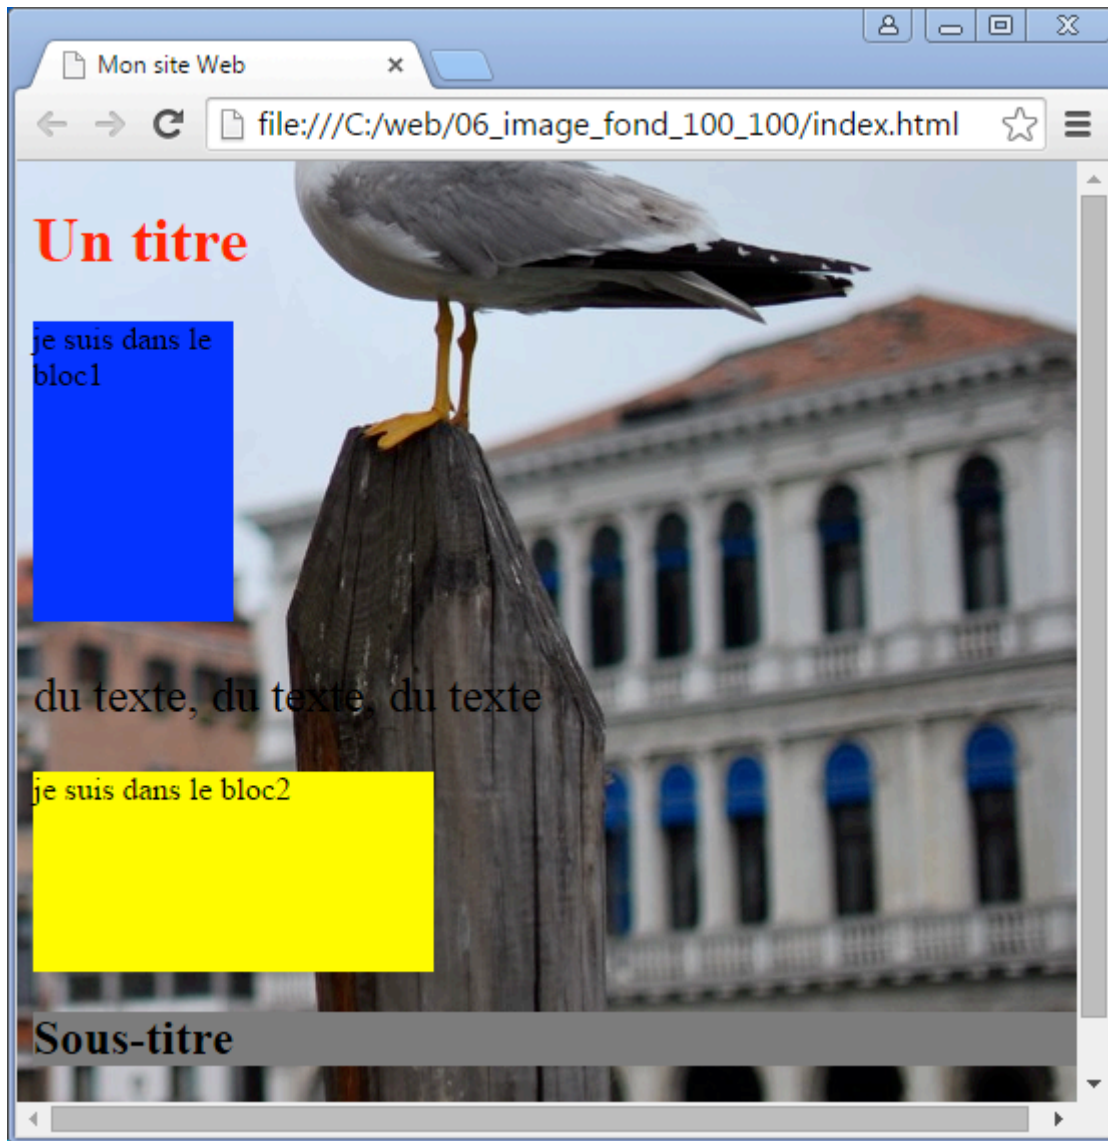 Mon site Web
file:///C:/web/06_image_fond_100_100/index.html
Un titre
je suis dans le
bloc1
du texte, du texte, du texte
je suis dans le bloc2
Sous-titre